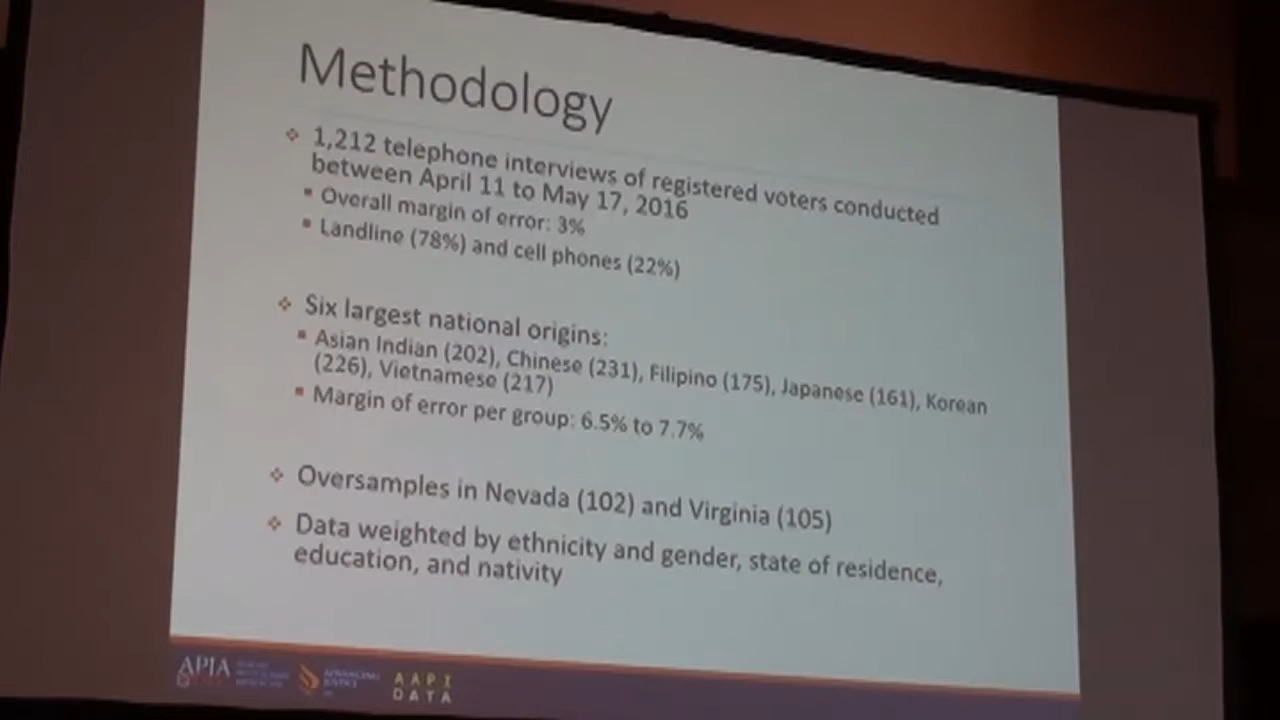 Methodology
1,212 telephone interviews of registered voters conducted
between April 11 to May 17, 2016
Overall margin of error: 3%
Landline (78%) and cell phones (22%)
Six largest national origins:
Asian Indian (202), Chinese (231), Filipino (175), Japanese (161), Korean
(226), Vietnamese (217)
Margin of error per group: 6.5% to 7.7%
Oversamples in Nevada (102) and Virginia (105)
Data weighted by ethnicity and gender, state of residence,
education, and nativity
APIA
ADVANCING
JUSTICE
AAPI
DATA